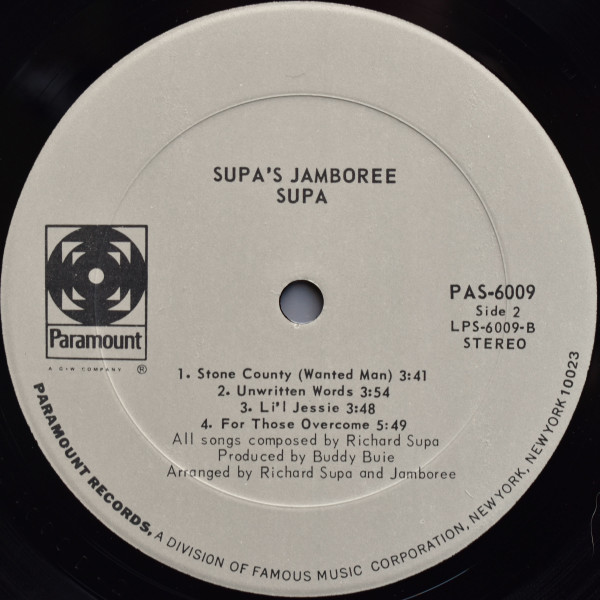 SUPA'S JAMBOREE
SUPA
Paramount
A G+W COMPANY ®
PAS-6009
Side 2
LPS-6009-B
STEREO
1. Stone County (Wanted Man) 3:41
2. Unwritten Words 3:54
3. Li'l Jessie 3:48
4. For Those Overcome 5:49
All songs composed by Richard Supa
Produced by Buddy Buie
Arranged by Richard Supa and Jamboree
PARAMOUNT RECORDS, A DIVISION OF FAMOUS MUSIC CORPORATION, NEW YORK, NEW YORK 10023